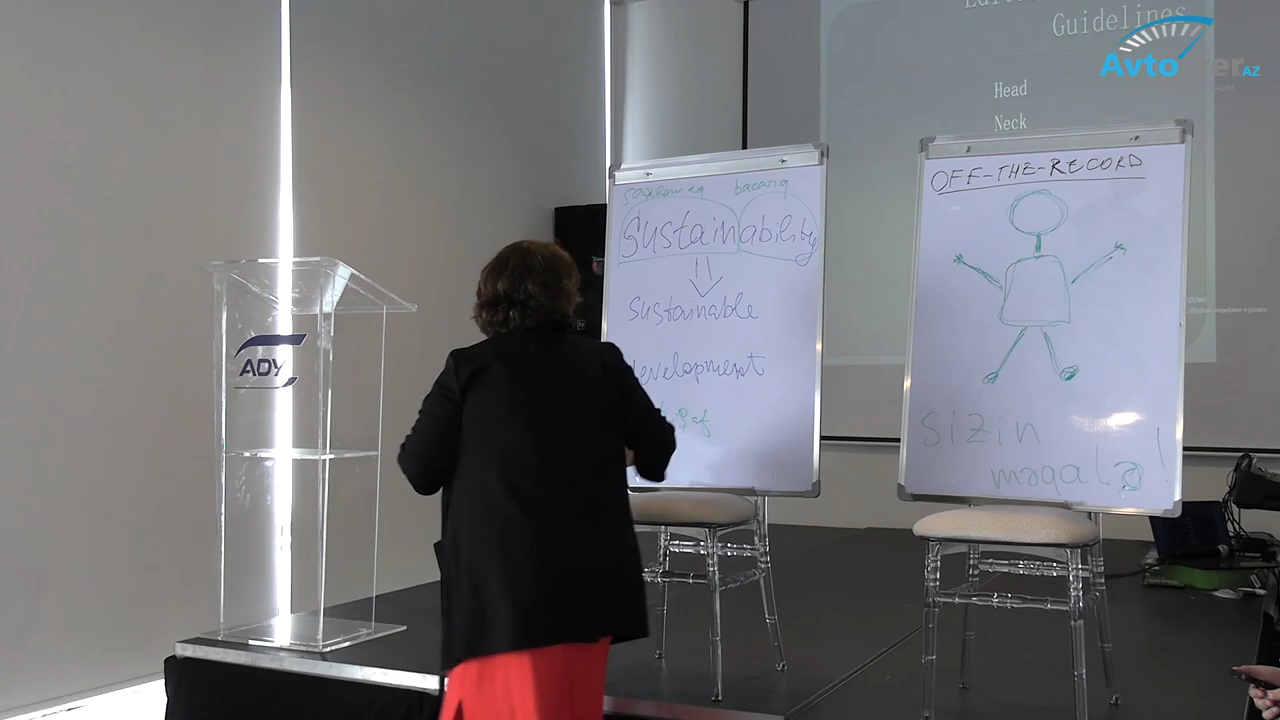 Guidelines
Head
Neck
Avto
AZ
ADY
saxlamaq bacarıq
Sustainability
Sustainable
development
OFF-THE-RECORD
sizin
məqalə!